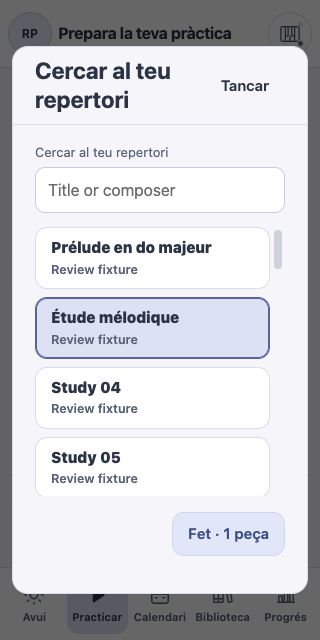 RP
Prepara la teva pràctica
Cercar al teu
repertori
Tancar
Cercar al teu repertori
Title or composer
Prélude en do majeur
Review fixture
Étude mélodique
Review fixture
Study 04
Review fixture
Study 05
Review fixture
Fet · 1 peça
Avui
Practicar
Calendari
Biblioteca
Progrés